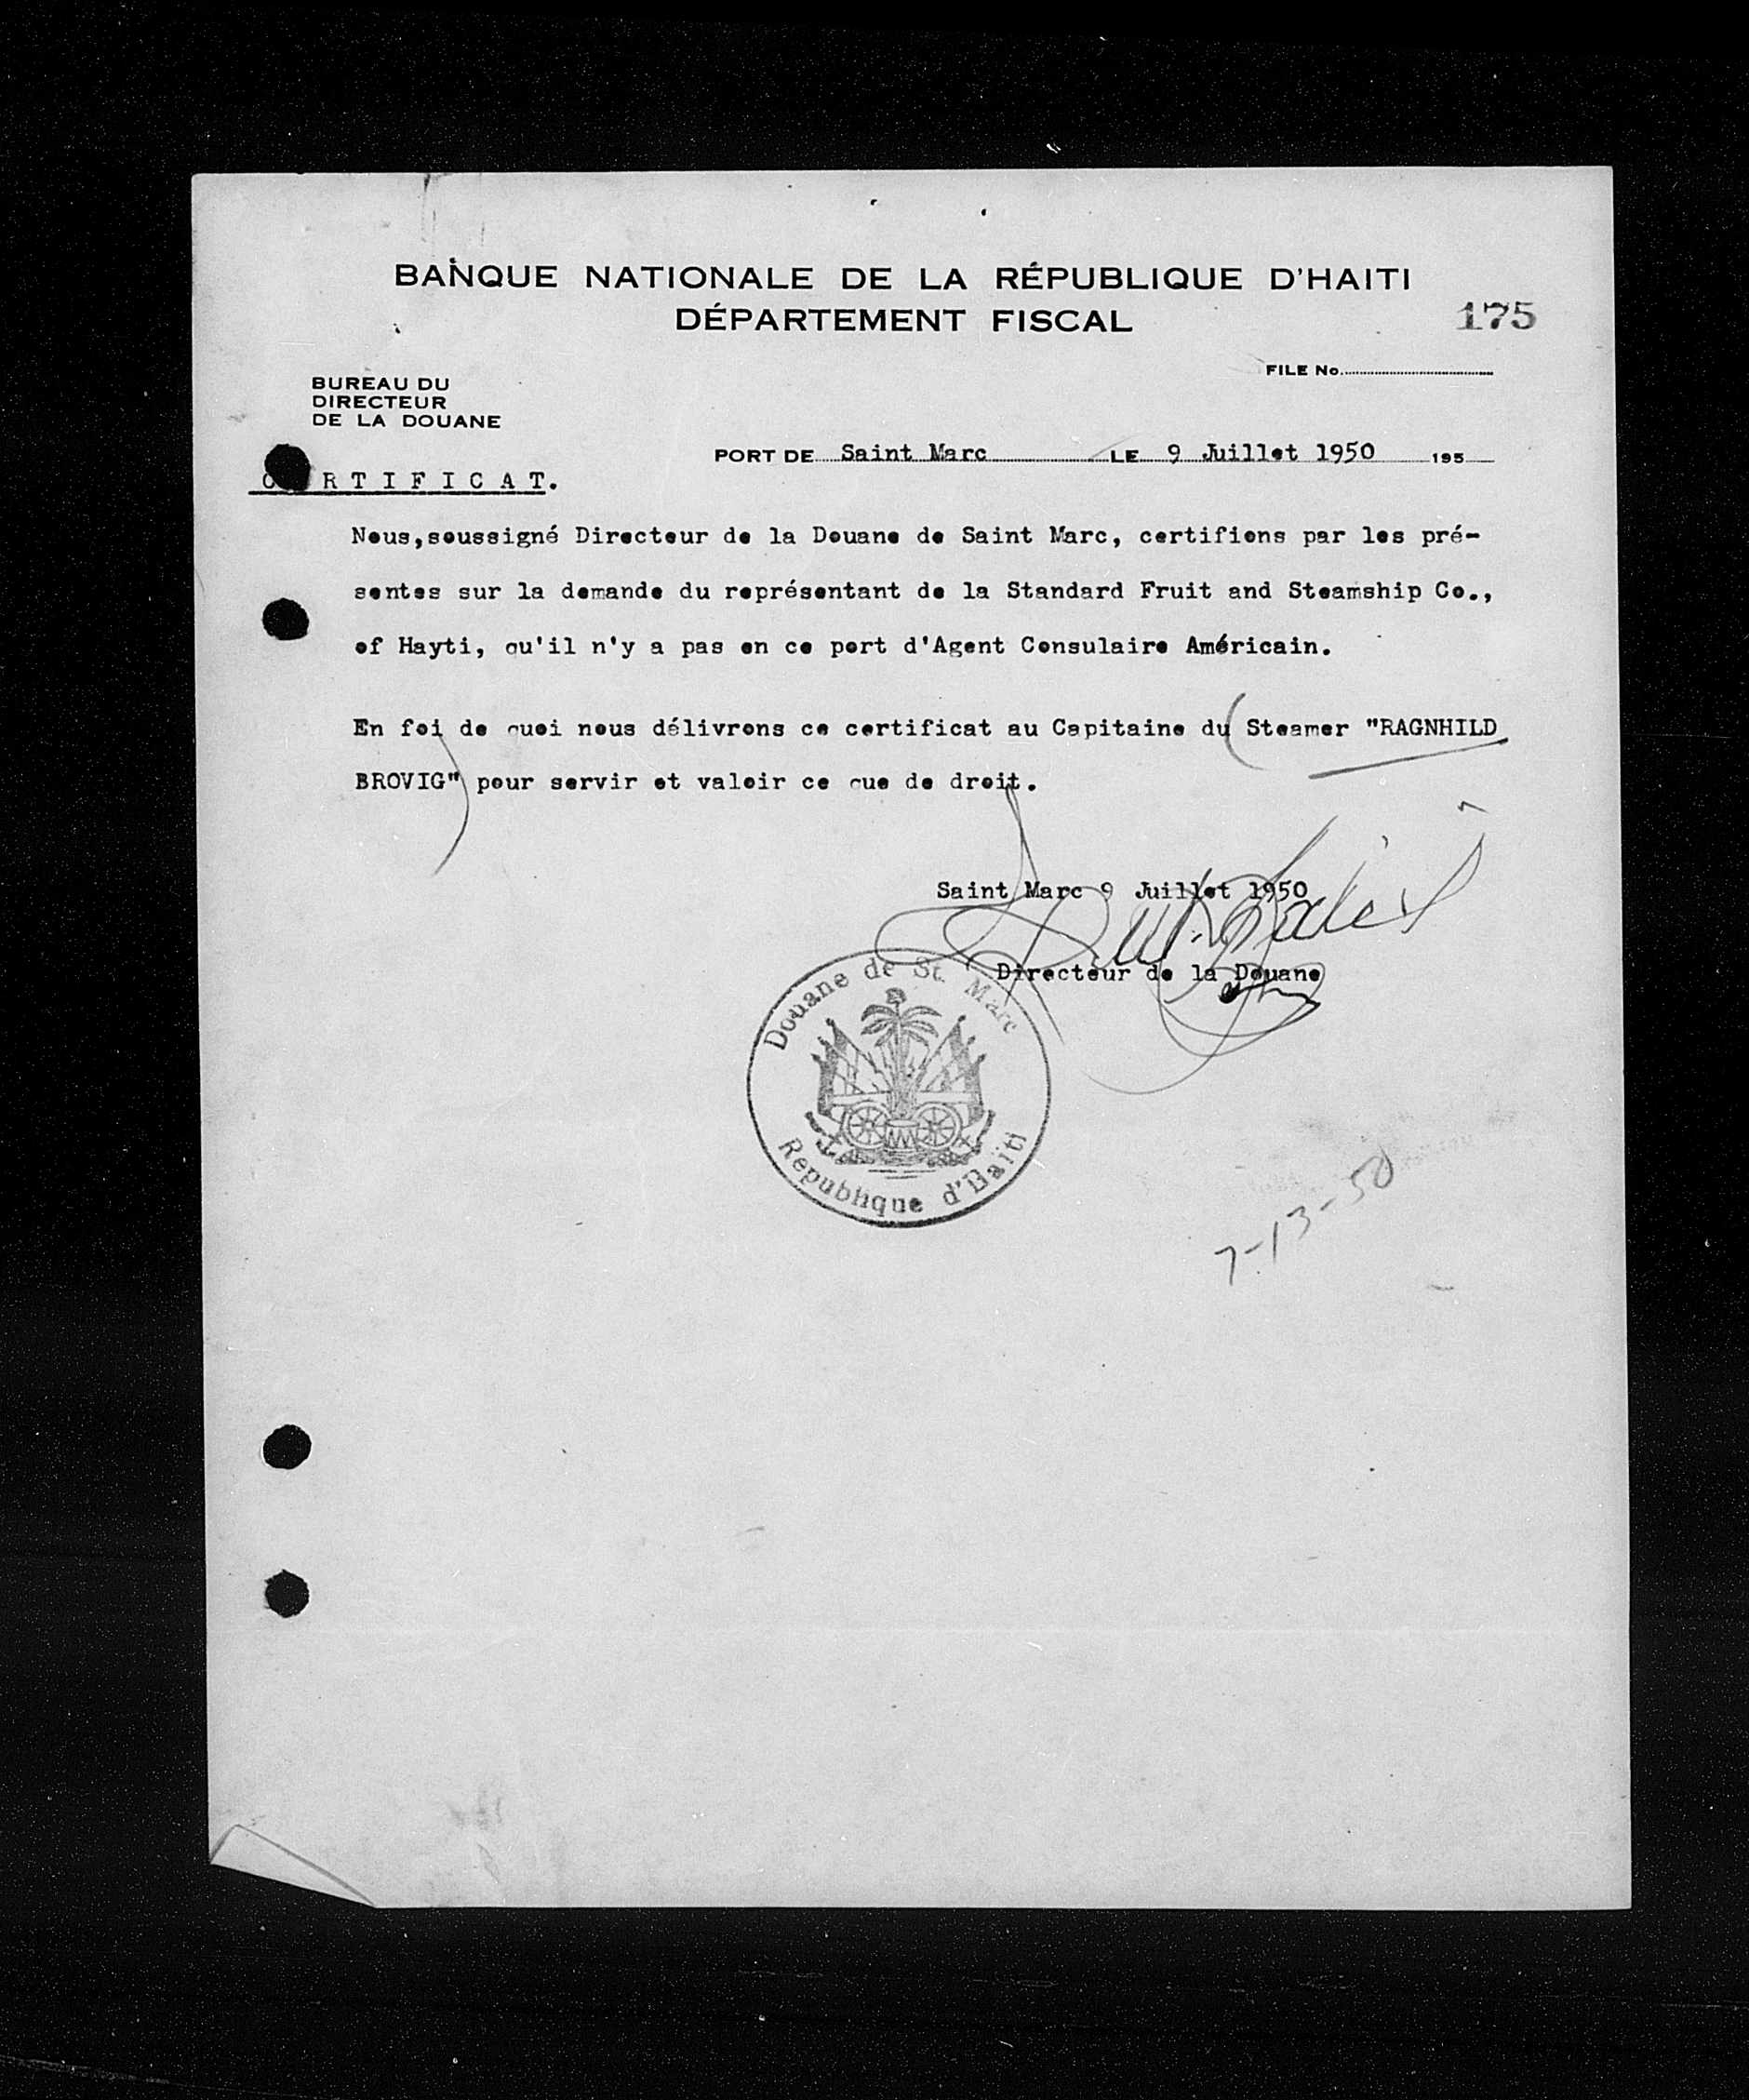 BANQUE NATIONALE DE LA RÉPUBLIQUE D'HAITI
DÉPARTEMENT FISCAL
175
FILE No.
BUREAU DU
DIRECTEUR
DE LA DOUANE
PORT DE Saint Marc LE 9 Juillet 1950 195
C RTIFICAT.
Nous,soussigné Directeur de la Douane de Saint Marc, certifions par les pré-
sentes sur la demande du représentant de la Standard Fruit and Steamship Co.,
of Hayti, qu'il n'y a pas en ce port d'Agent Consulaire Américain.
En foi de quoi nous délivrons ce certificat au Capitaine du (Steamer "RAGNHILD
BROVIG") pour servir et valoir ce que de droit.
Saint Marc 9 Juillet 1950
Directeur de la Douane
Douane de St. Marc
Republique d'Haïti
7-13-50